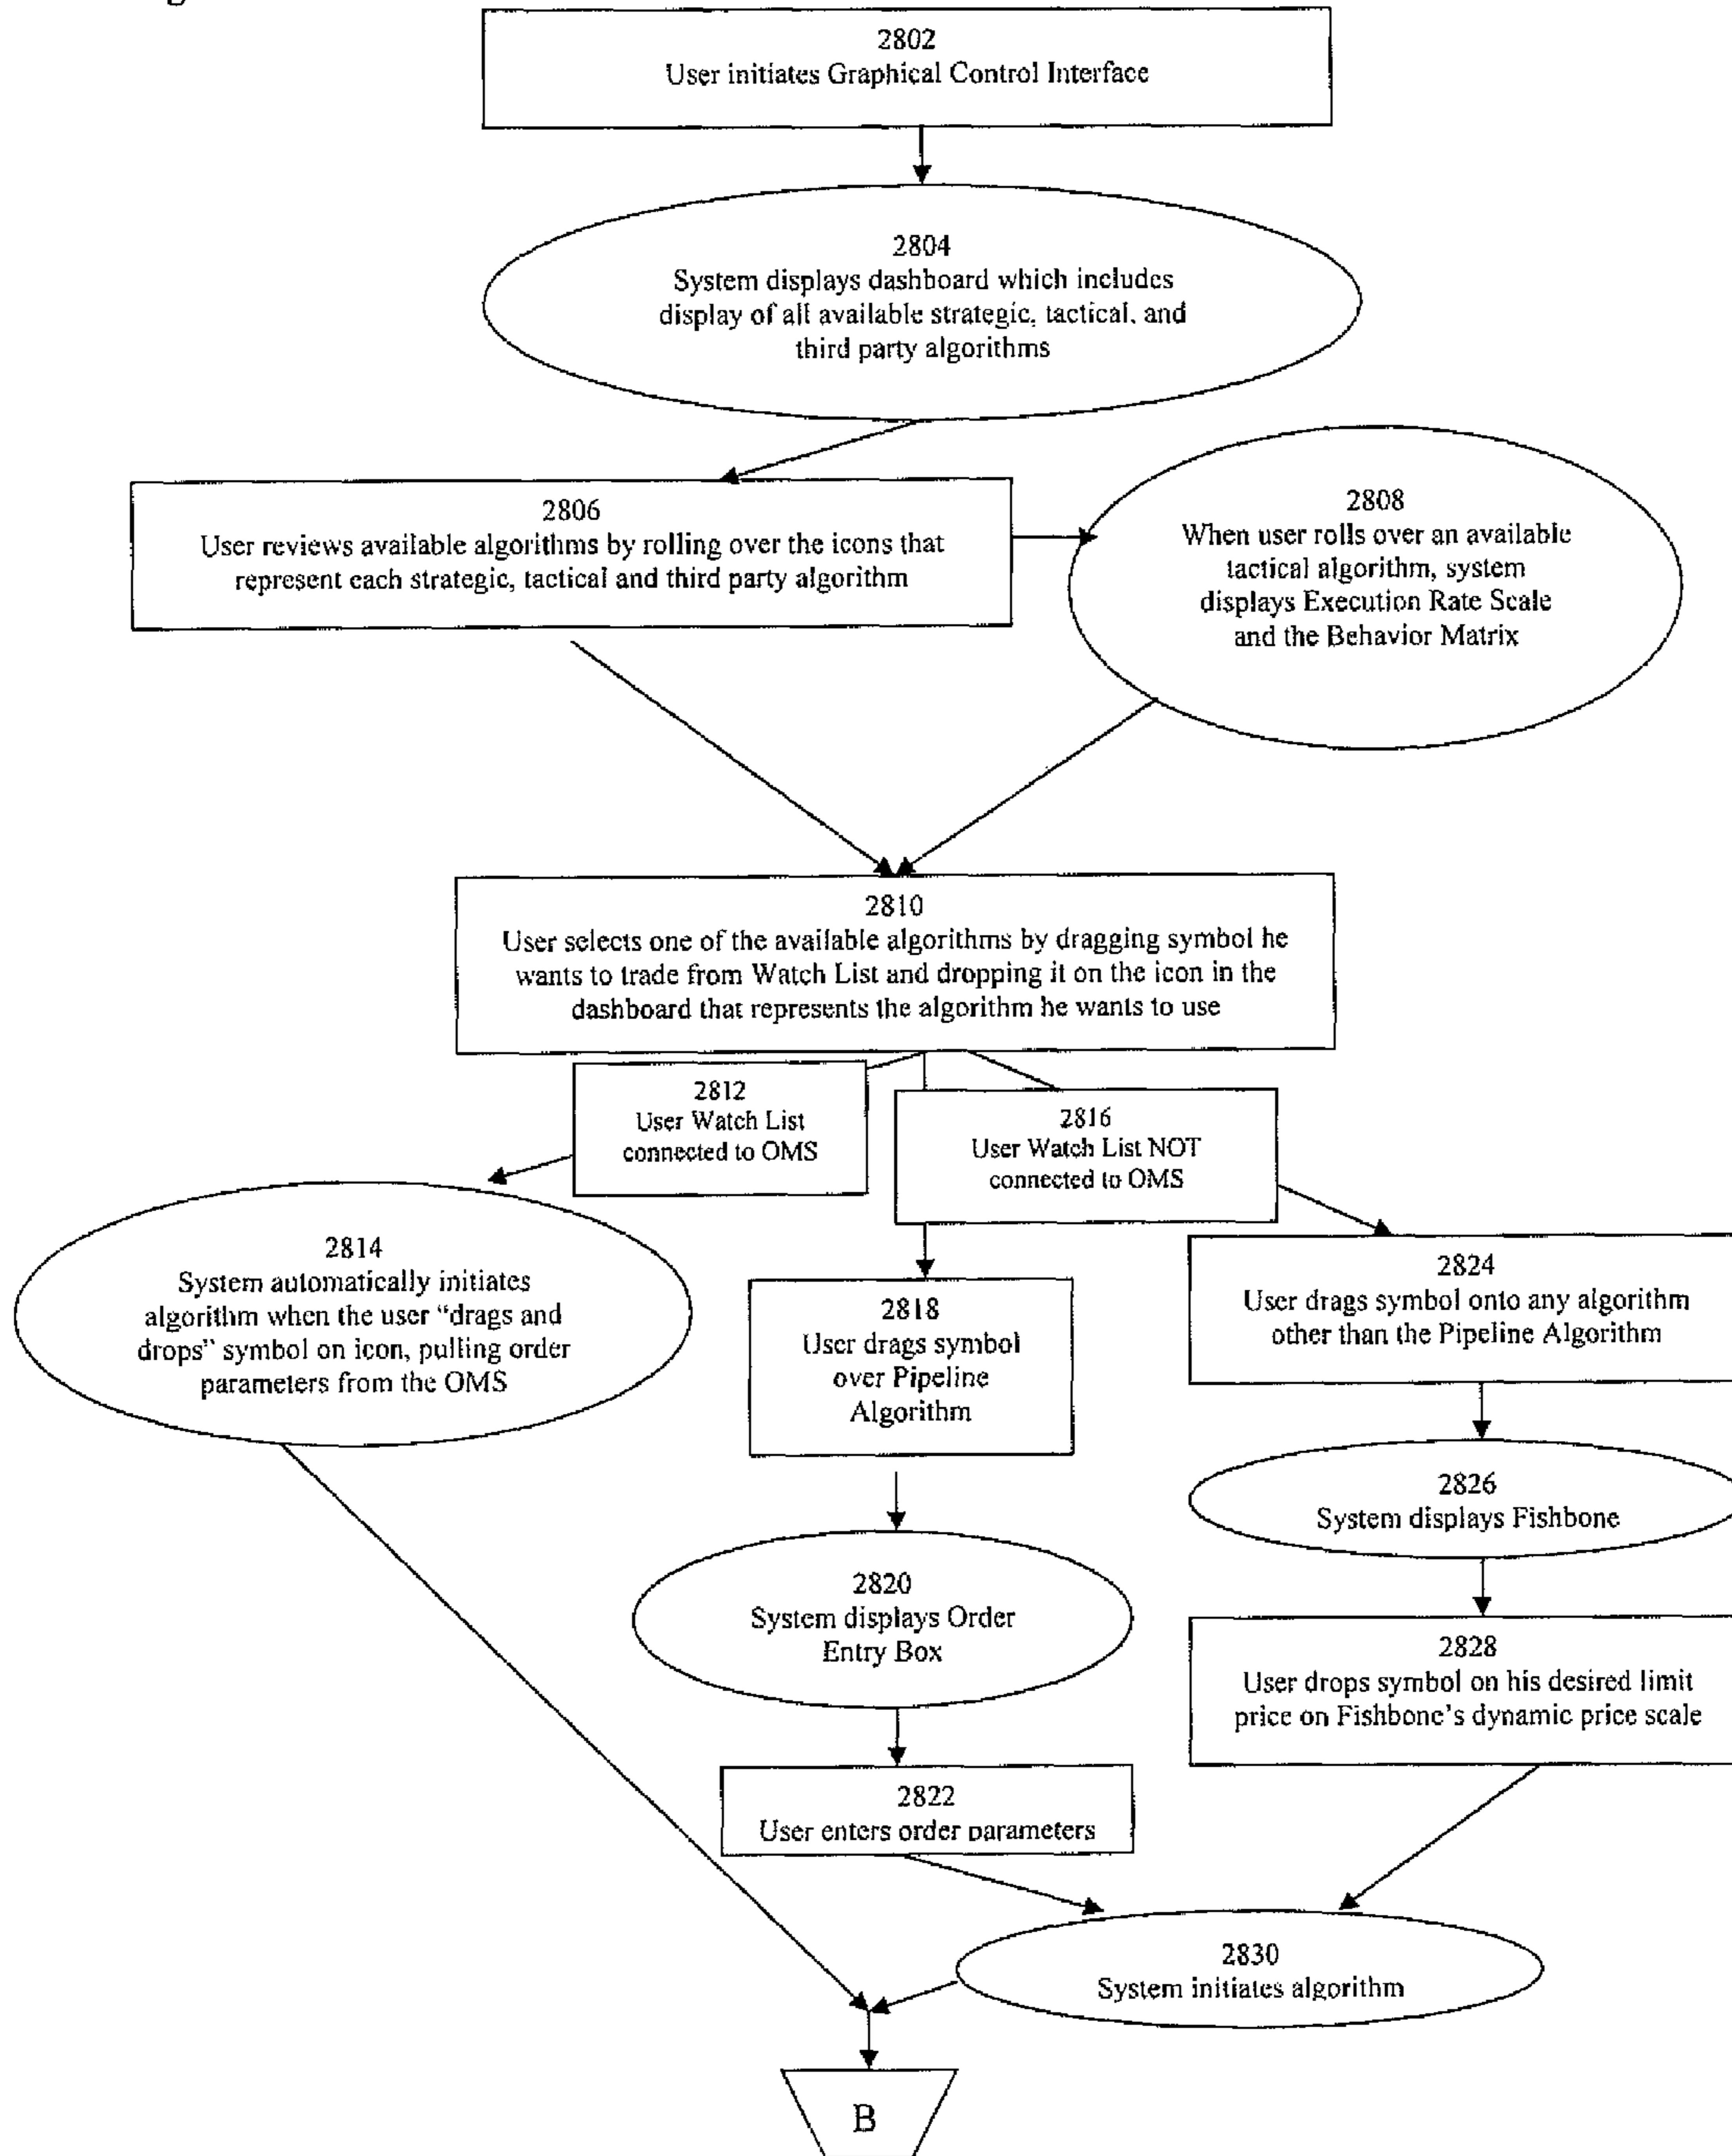 2802
User initiates Graphical Control Interface
2804
System displays dashboard which includes
display of all available strategic, tactical, and
third party algorithms
2806
User reviews available algorithms by rolling over the icons that
represent each strategic, tactical and third party algorithm
2808
When user rolls over an available
tactical algorithm, system
displays Execution Rate Scale
and the Behavior Matrix
2810
User selects one of the available algorithms by dragging symbol he
wants to trade from Watch List and dropping it on the icon in the
dashboard that represents the algorithm he wants to use
2812
User Watch List
connected to OMS
2816
User Watch List NOT
connected to OMS
2814
System automatically initiates
algorithm when the user “drags and
drops” symbol on icon, pulling order
parameters from the OMS
2818
User drags symbol
over Pipeline
Algorithm
2824
User drags symbol onto any algorithm
other than the Pipeline Algorithm
2826
System displays Fishbone
2820
System displays Order
Entry Box
2828
User drops symbol on his desired limit
price on Fishbone's dynamic price scale
2822
User enters order parameters
2830
System initiates algorithm
B